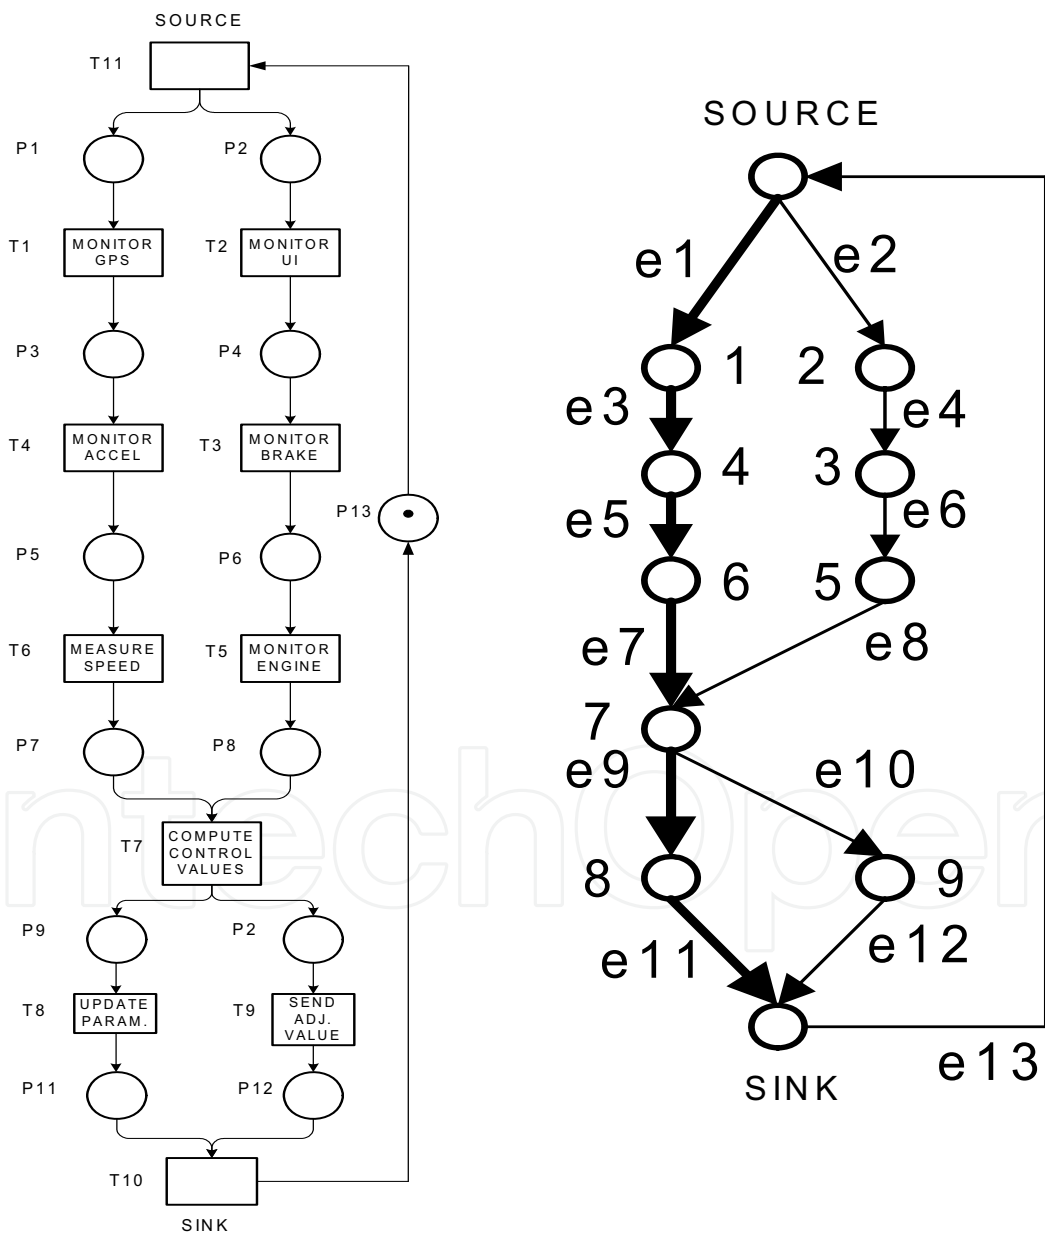 SOURCE
T11
P1
P2
T1
MONITOR
GPS
T2
MONITOR
UI
P3
P4
T4
MONITOR
ACCEL
T3
MONITOR
BRAKE
P13
P5
P6
T6
MEASURE
SPEED
T5
MONITOR
ENGINE
P7
P8
T7
COMPUTE
CONTROL
VALUES
P9
P2
T8
UPDATE
PARAM.
T9
SEND
ADJ.
VALUE
P11
P12
T10
SINK
SOURCE
e1
e2
1
2
e3
e4
4
3
e5
e6
6
5
e7
e8
7
e9
e10
8
9
e11
e12
SINK
e13
ntechOpen